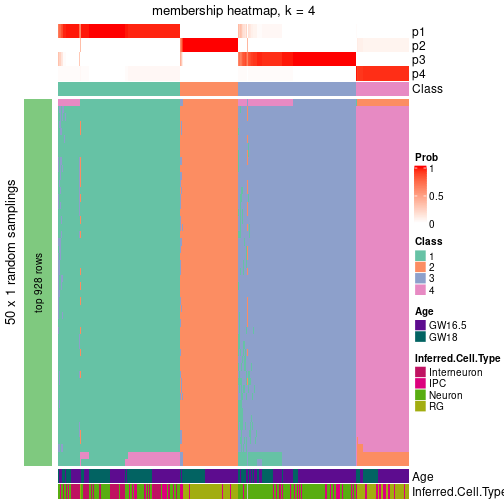 membership heatmap, k = 4
p1
p2
p3
p4
Class
50 x 1 random samplings
top 928 rows
Prob
1
0.5
0
Class
1
2
3
4
Age
GW16.5
GW18
Inferred.Cell.Type
Interneuron
IPC
Neuron
RG
Age
Inferred.Cell.Type